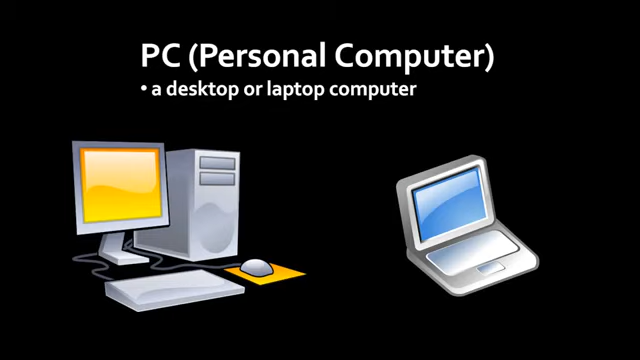 PC (Personal Computer)
• a desktop or laptop computer